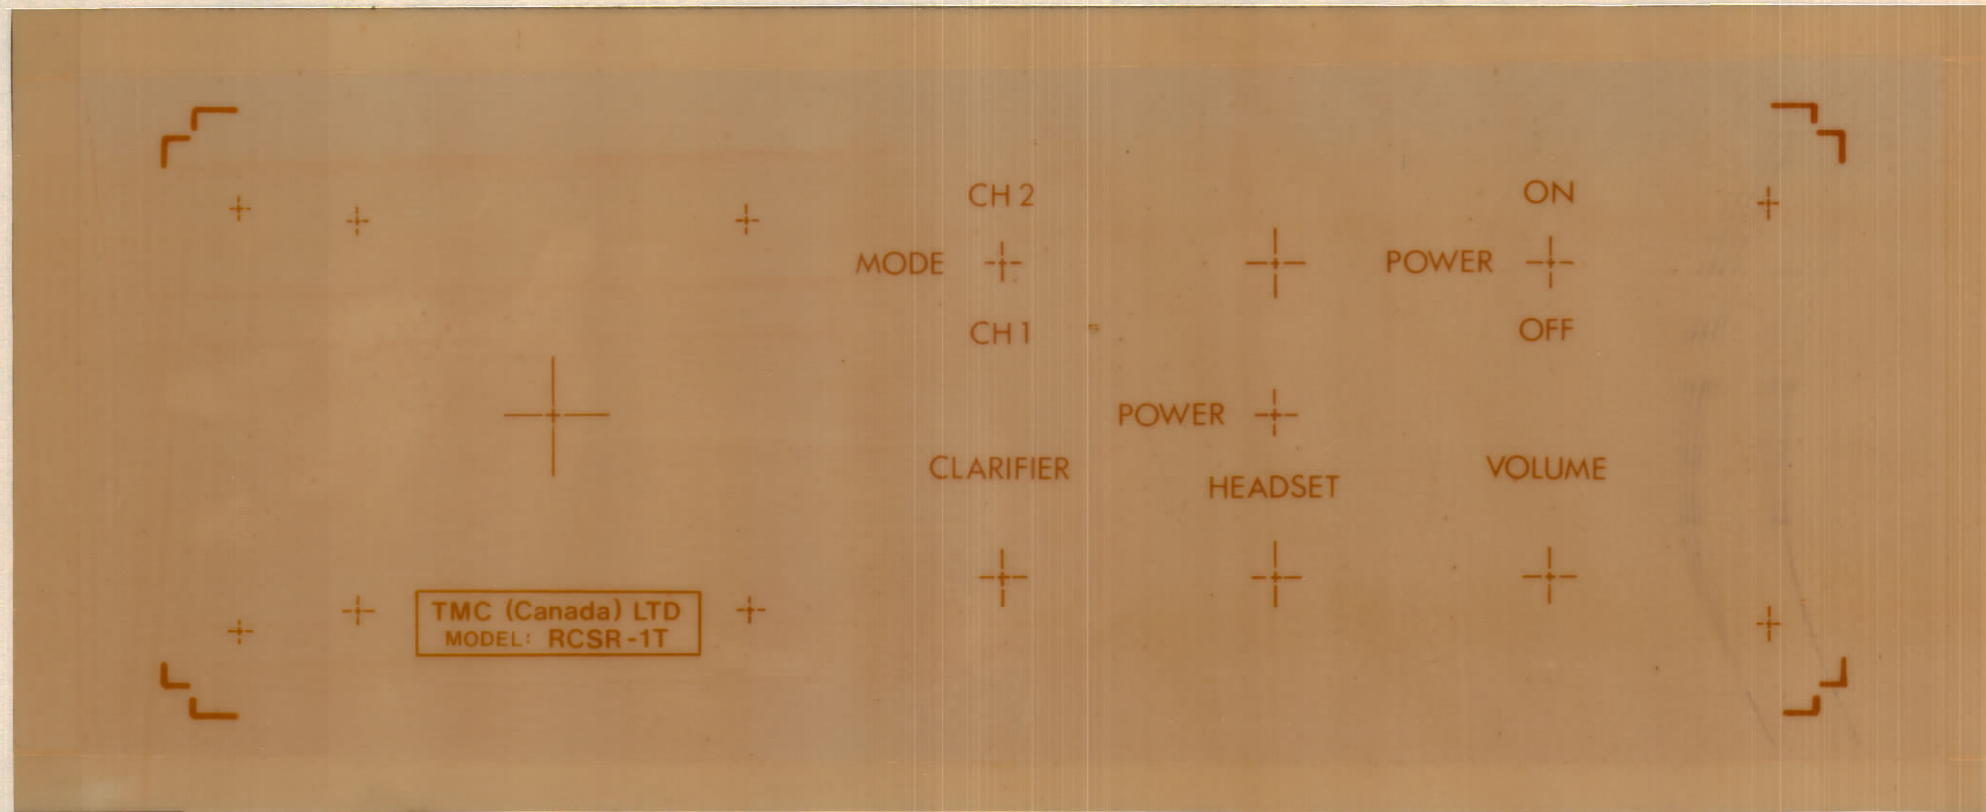 CH 2
ON
MODE
POWER
CH 1
OFF
POWER
CLARIFIER
HEADSET
VOLUME
TMC (Canada) LTD
MODEL: RCSR-1T